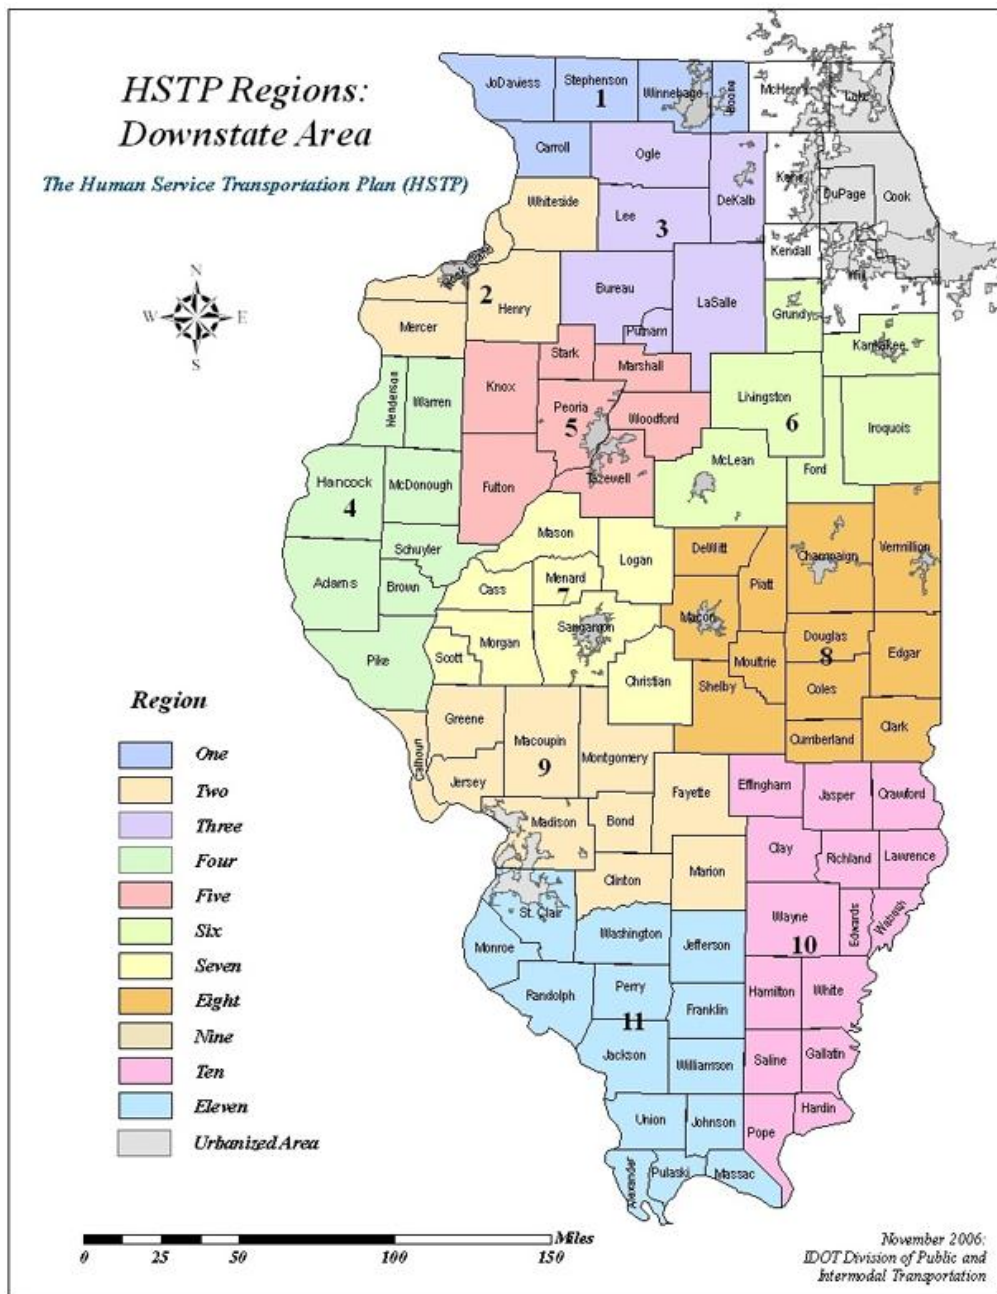 HSTP Regions:
Downstate Area
The Human Service Transportation Plan (HSTP)
N
W E
S
JoDaviess
Stephenson
1
Winnebago
Boone
McHenry
Lake
Carroll
Ogle
DeKalb
Kane
DuPage
Cook
Whiteside
Lee
3
Kendall
Will
Rock Island
2
Henry
Bureau
LaSalle
Grundy
Mercer
Putnam
Kankakee
Stark
Marshall
Henderson
Warren
Knox
Peoria
5
Woodford
Livingston
6
Iroquois
Hancock
4
McDonough
Fulton
Tazewell
McLean
Ford
Schuyler
Mason
Logan
DeWitt
Champaign
Vermillion
Adams
Brown
Cass
Menard
7
Piatt
Macon
Pike
Scott
Morgan
Sangamon
Christian
Moultrie
Douglas
8
Edgar
Shelby
Coles
Greene
Macoupin
9
Montgomery
Cumberland
Clark
Calhoun
Jersey
Fayette
Effingham
Jasper
Crawford
Madison
Bond
Clay
Richland
Lawrence
Clinton
Marion
St. Clair
Wayne
10
Edwards
Wabash
Monroe
Washington
Jefferson
Randolph
Perry
11
Franklin
Hamilton
White
Jackson
Williamson
Saline
Gallatin
Union
Johnson
Pope
Hardin
Alexander
Pulaski
Massac
Region
One
Two
Three
Four
Five
Six
Seven
Eight
Nine
Ten
Eleven
Urbanized Area
Miles
0 25 50 100 150
November 2006:
IDOT Division of Public and
Intermodal Transportation